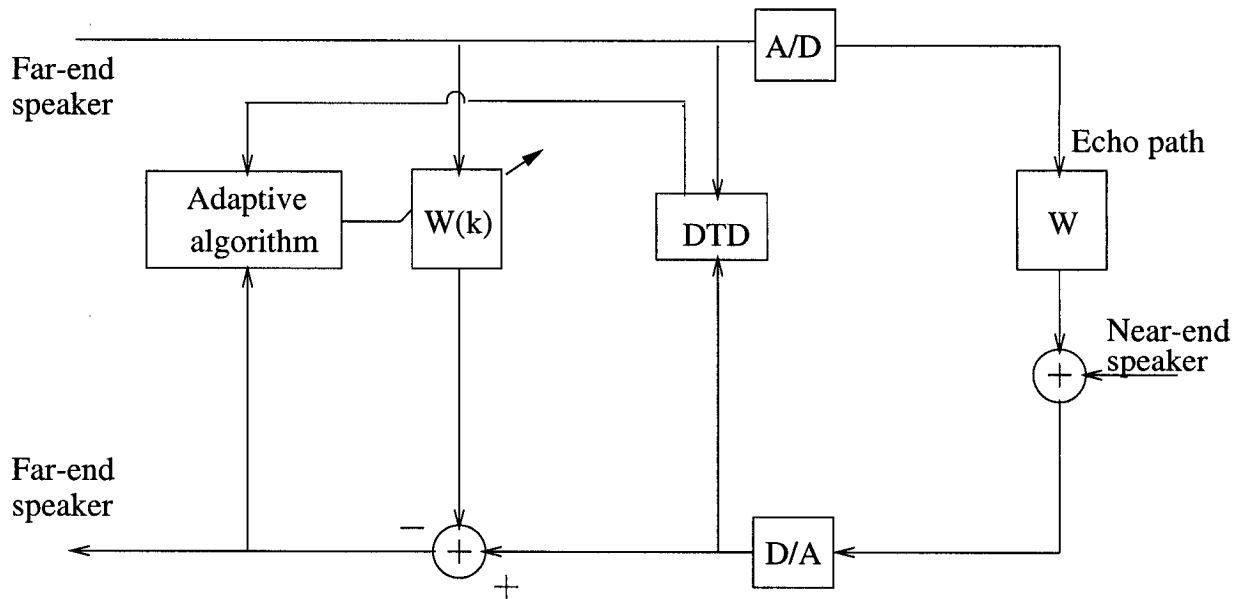 Far-end
speaker
A/D
Echo path
Adaptive
algorithm
W(k)
DTD
W
Near-end
speaker
+
Far-end
speaker
−
+
+
D/A